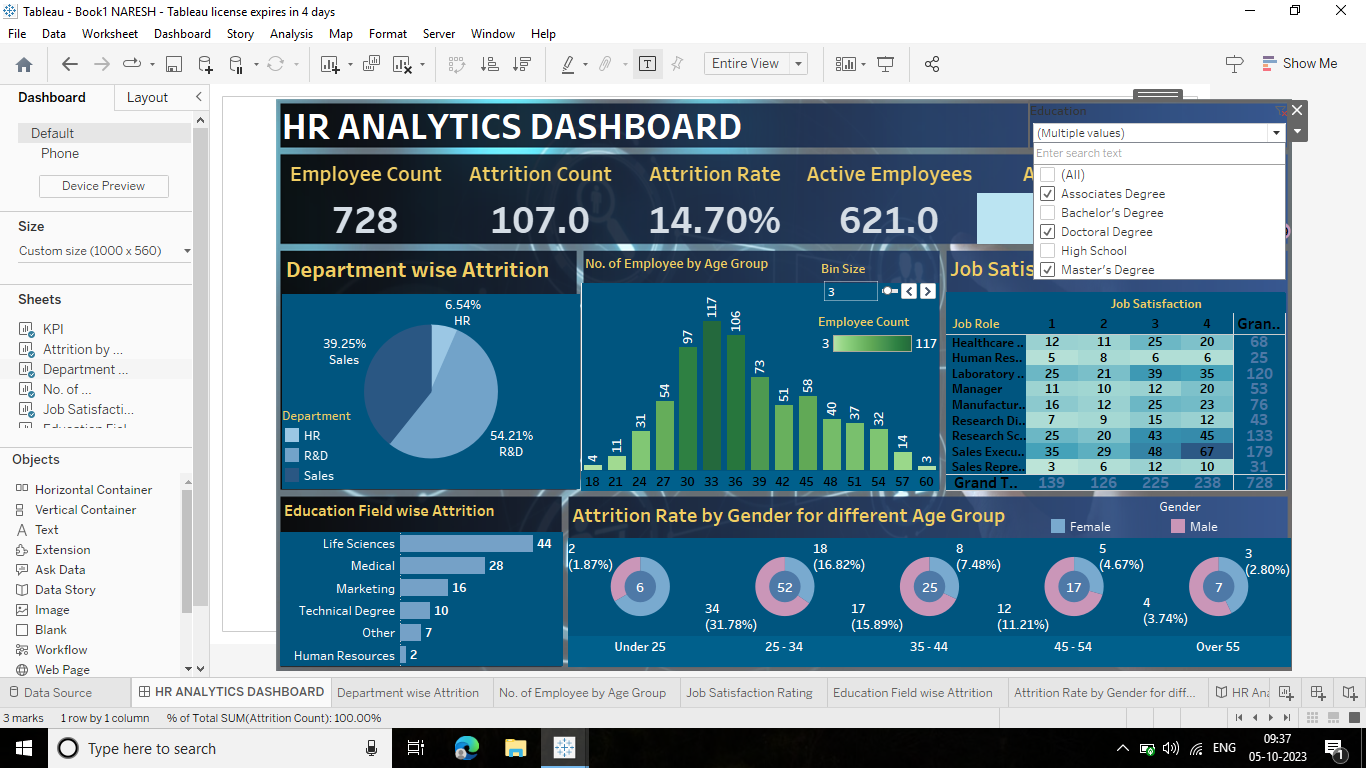 Tableau - Book1 NARESH - Tableau license expires in 4 days
File Data Worksheet Dashboard Story Analysis Map Format Server Window Help
Entire View
Show Me
Dashboard Layout
Default
Phone
Device Preview
Size
Custom size (1000 x 560)
Sheets
KPI
Attrition by ...
Department ...
No. of ...
Job Satisfacti...
Objects
Horizontal Container
Vertical Container
Text
Extension
Ask Data
Data Story
Image
Blank
Workflow
Web Page
HR ANALYTICS DASHBOARD
Education
(Multiple values)
Enter search text
(All)
Associates Degree
Bachelor's Degree
Doctoral Degree
High School
Master's Degree
Employee Count Attrition Count Attrition Rate Active Employees A
728 107.0 14.70% 621.0
Department wise Attrition
6.54%
HR
39.25%
Sales
54.21%
R&D
Department
HR
R&D
Sales
No. of Employee by Age Group
Bin Size
3
Employee Count
3 117
4 11 31 54 97 117 106 73 51 58 40 37 32 14 3
18 21 24 27 30 33 36 39 42 45 48 51 54 57 60
Job Satis
Job Satisfaction
Job Role 1 2 3 4 Gran..
Healthcare .. 12 11 25 20 68
Human Res.. 5 8 6 6 25
Laboratory .. 25 21 39 35 120
Manager 11 10 12 20 53
Manufactur.. 16 12 25 23 76
Research Di.. 7 9 15 12 43
Research Sc.. 25 20 43 45 133
Sales Execu.. 35 29 48 67 179
Sales Repre.. 3 6 12 10 31
Grand T.. 139 126 225 238 728
Education Field wise Attrition
Life Sciences 44
Medical 28
Marketing 16
Technical Degree 10
Other 7
Human Resources 2
Attrition Rate by Gender for different Age Group
Gender
Female Male
2
(1.87%)
6
18
(16.82%)
52
34
(31.78%)
8
(7.48%)
25
17
(15.89%)
5
(4.67%)
17
12
(11.21%)
3
(2.80%)
7
4
(3.74%)
Under 25 25 - 34 35 - 44 45 - 54 Over 55
Data Source HR ANALYTICS DASHBOARD Department wise Attrition No. of Employee by Age Group Job Satisfaction Rating Education Field wise Attrition Attrition Rate by Gender for diff... HR Ana
3 marks 1 row by 1 column % of Total SUM(Attrition Count): 100.00%
Type here to search
ENG
09:37
05-10-2023
1